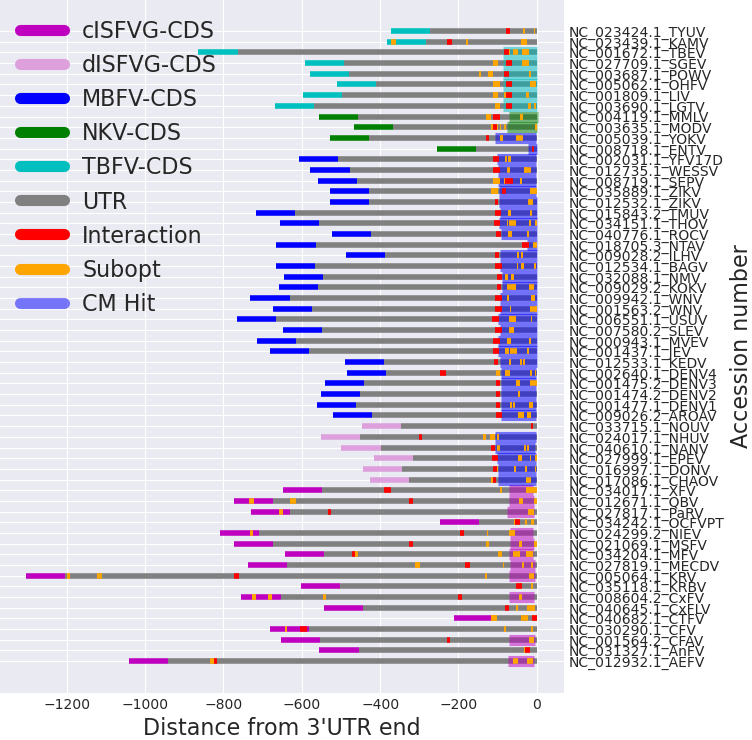 cISFVG-CDS
dISFVG-CDS
MBFV-CDS
NKV-CDS
TBFV-CDS
UTR
Interaction
Subopt
CM Hit
NC_023424.1_TYUV
NC_023439.1_KAMV
NC_001672.1_TBEV
NC_027709.1_SGEV
NC_003687.1_POWV
NC_005062.1_OHFV
NC_001809.1_LIV
NC_003690.1_LGTV
NC_004119.1_MMLV
NC_003635.1_MODV
NC_005039.1_YOKV
NC_008718.1_ENTV
NC_002031.1_YFV17D
NC_012735.1_WESSV
NC_008719.1_SEPV
NC_035889.1_ZIKV
NC_012532.1_ZIKV
NC_015843.2_TMUV
NC_034151.1_THOV
NC_040776.1_ROCV
NC_018705.3_NTAV
NC_009028.2_ILHV
NC_012534.1_BAGV
NC_032088.1_NMV
NC_009029.2_KOKV
NC_009942.1_WNV
NC_001563.2_WNV
NC_006551.1_USUV
NC_007580.2_SLEV
NC_000943.1_MVEV
NC_001437.1_JEV
NC_012533.1_KEDV
NC_002640.1_DENV4
NC_001475.2_DENV3
NC_001474.2_DENV2
NC_001477.1_DENV1
NC_009026.2_AROAV
NC_033715.1_NOUV
NC_024017.1_NHUV
NC_040610.1_NANV
NC_027999.1_EPEV
NC_016997.1_DONV
NC_017086.1_CHAOV
NC_034017.1_XFV
NC_012671.1_QBV
NC_027817.1_PaRV
NC_034242.1_OCFVPT
NC_024299.2_NIEV
NC_021069.1_MSFV
NC_034204.1_MFV
NC_027819.1_MECDV
NC_005064.1_KRV
NC_035118.1_KRBV
NC_008604.2_CxFV
NC_040645.1_CxFLV
NC_040682.1_CTFV
NC_030290.1_CFV
NC_001564.2_CFAV
NC_031327.1_AnFV
NC_012932.1_AEFV
Accession number
−1200 −1000 −800 −600 −400 −200 0
Distance from 3'UTR end